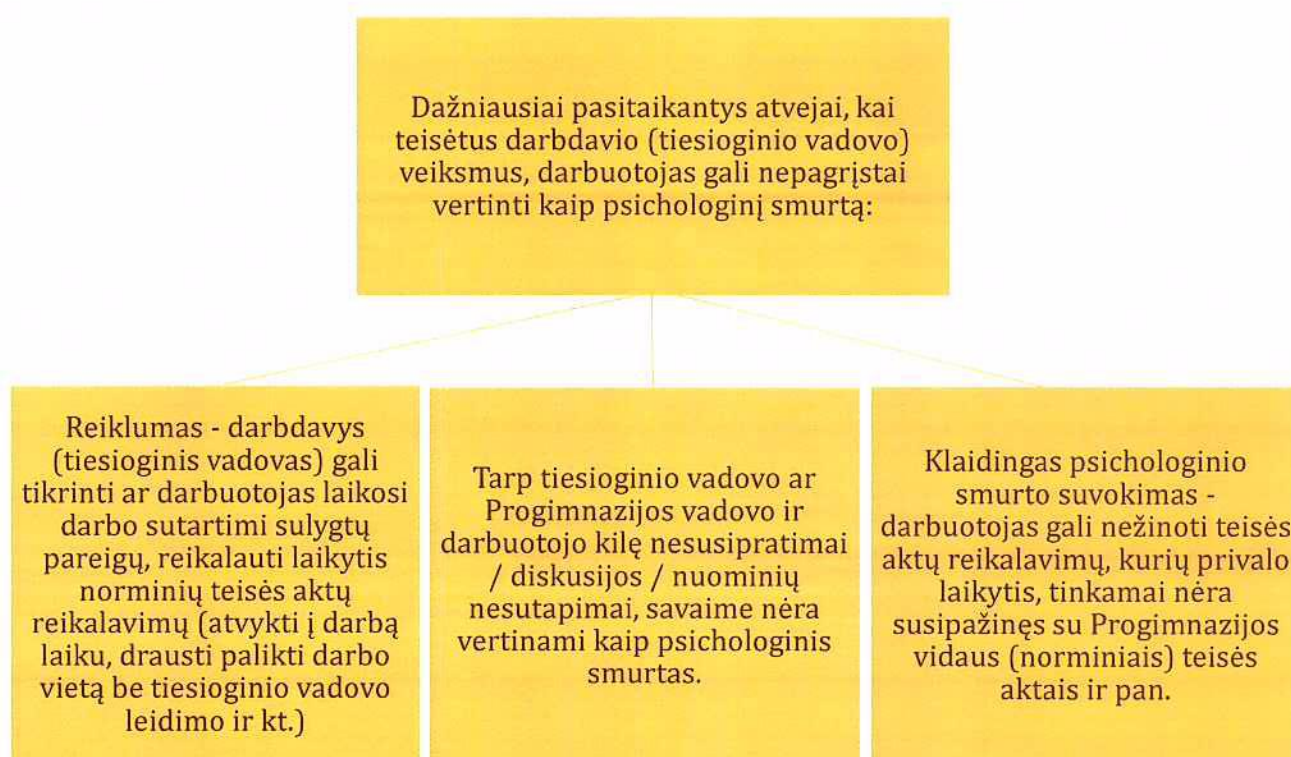 Dažniausiai pasitaikantys atvejai, kai
teisėtus darbdavio (tiesioginio vadovo)
veiksmus, darbuotojas gali nepagrįstai
vertinti kaip psichologinį smurtą:
Reiklumas - darbdavys
(tiesioginis vadovas) gali
tikrinti ar darbuotojas laikosi
darbo sutartimi sulygtų
pareigų, reikalauti laikytis
norminių teisės aktų
reikalavimų (atvykti į darbą
laiku, drausti palikti darbo
vietą be tiesioginio vadovo
leidimo ir kt.)
Tarp tiesioginio vadovo ar
Progimnazijos vadovo ir
darbuotojo kilę nesusipratimai
/ diskusijos / nuominių
nesutapimai, savaime nėra
vertinami kaip psichologinis
smurtas.
Klaidingas psichologinio
smurto suvokimas -
darbuotojas gali nežinoti teisės
aktų reikalavimų, kurių privalo
laikytis, tinkamai nėra
susipažinęs su Progimnazijos
vidaus (norminiais) teisės
aktais ir pan.